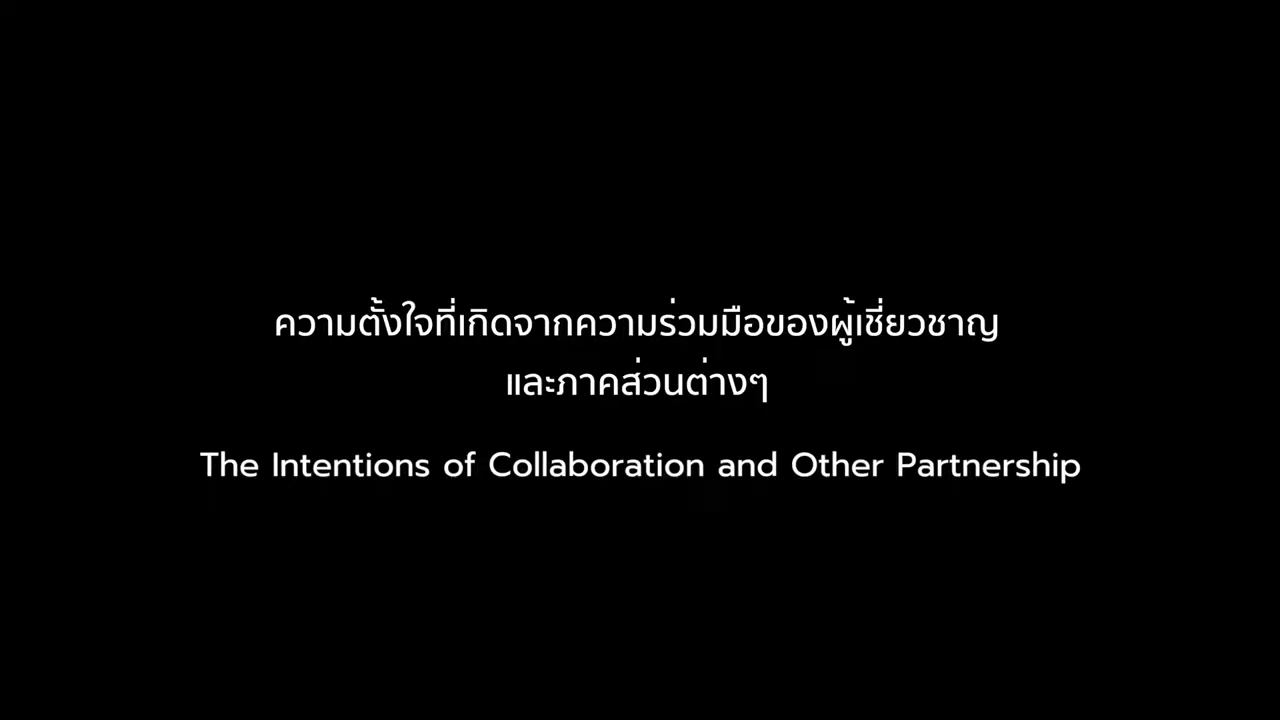 ความตั้งใจที่เกิดจากความร่วมมือของผู้เชี่ยวชาญ
และภาคส่วนต่างๆ
The Intentions of Collaboration and Other Partnership